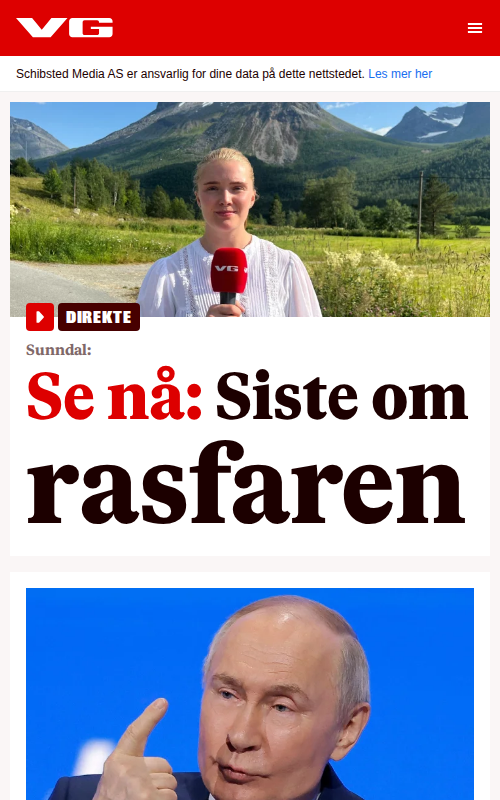 VG
Schibsted Media AS er ansvarlig for dine data på dette nettstedet. Les mer her
VG
DIREKTE
Sunndal:
Se nå: Siste om
rasfaren